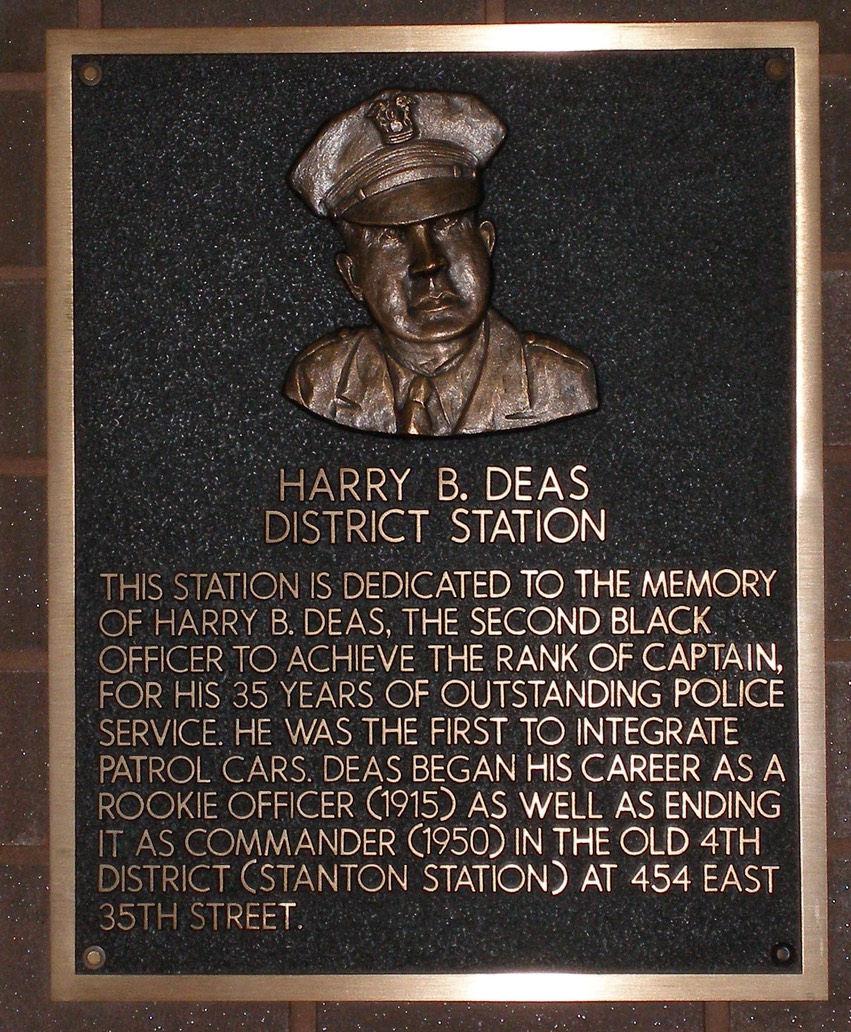 HARRY B. DEAS
DISTRICT STATION
THIS STATION IS DEDICATED TO THE MEMORY
OF HARRY B. DEAS, THE SECOND BLACK
OFFICER TO ACHIEVE THE RANK OF CAPTAIN,
FOR HIS 35 YEARS OF OUTSTANDING POLICE
SERVICE. HE WAS THE FIRST TO INTEGRATE
PATROL CARS. DEAS BEGAN HIS CAREER AS A
ROOKIE OFFICER (1915) AS WELL AS ENDING
IT AS COMMANDER (1950) IN THE OLD 4TH
DISTRICT (STANTON STATION) AT 454 EAST
35TH STREET.